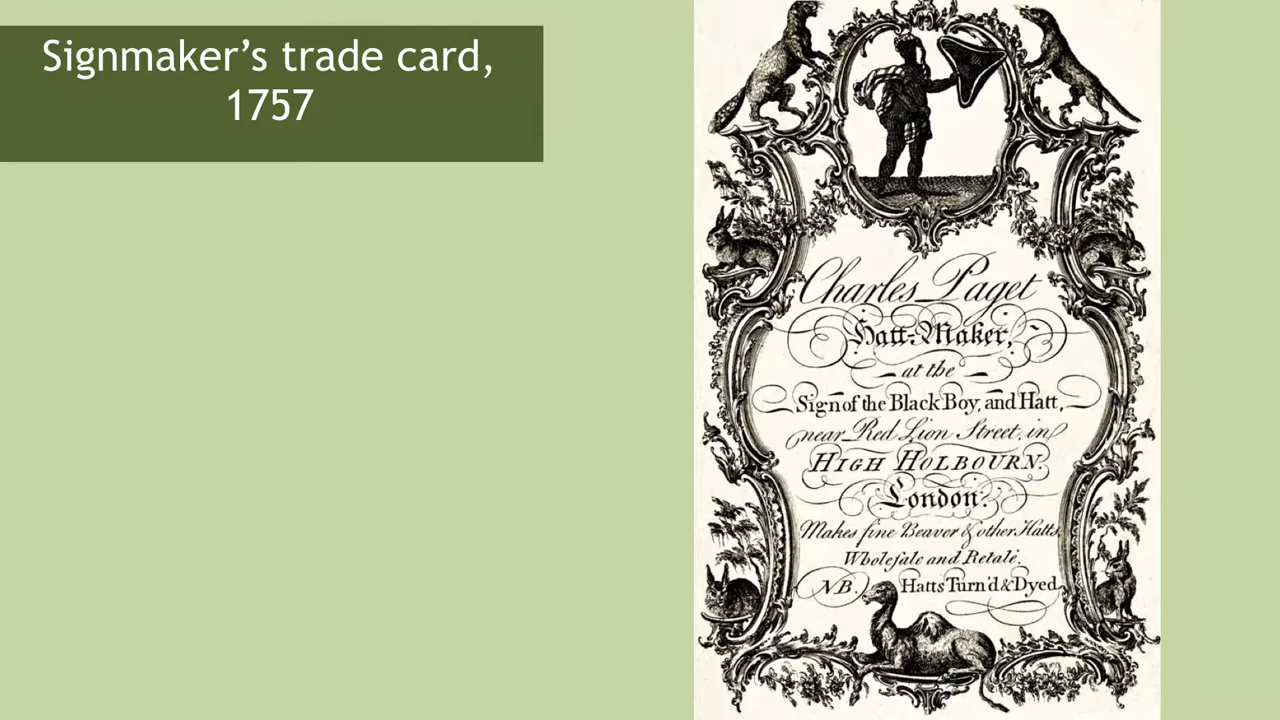 Signmaker’s trade card,
1757
Charles Paget
Hatt-Maker,
at the
Sign of the Black Boy, and Hatt,
near Red Lion Street, in
HIGH HOLBOURN.
London.
Makes fine Beaver & other Hatts,
Wholeſale and Retale.
NB. Hatts Turn'd & Dyed